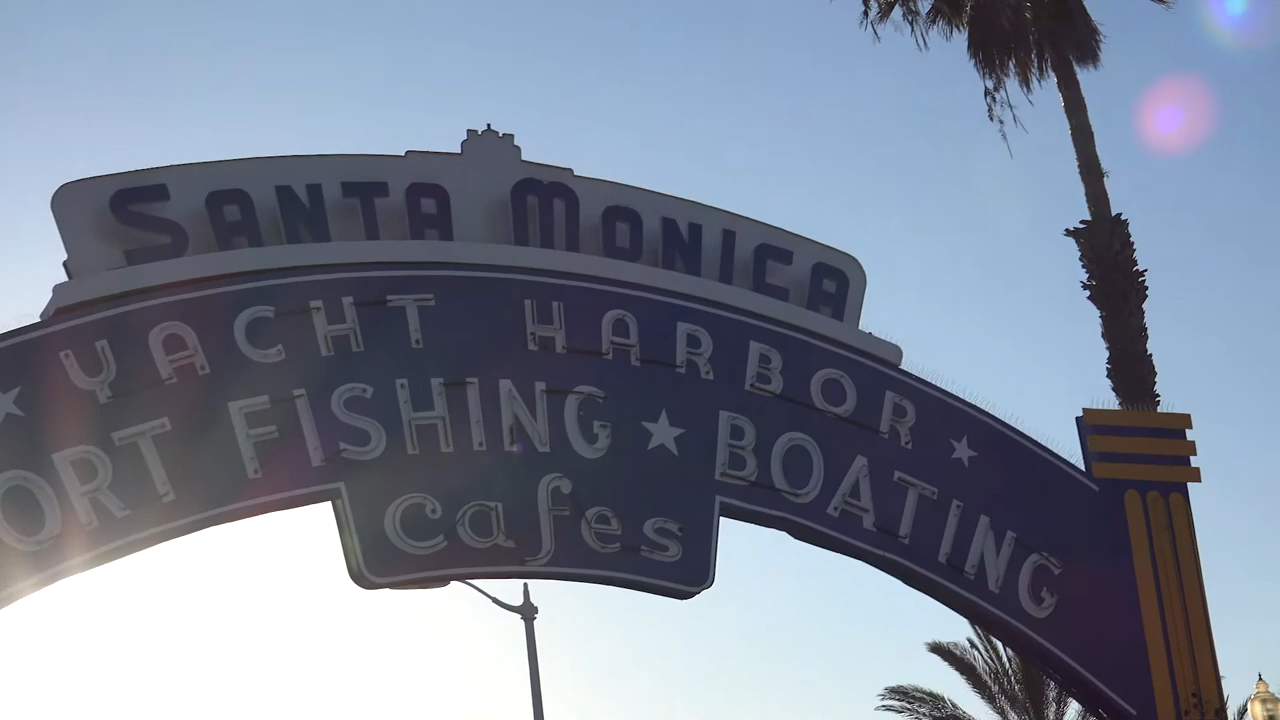 SANTA MONICA
★ YACHT HARBOR ★
ORT FISHING ★ BOATING
cafes